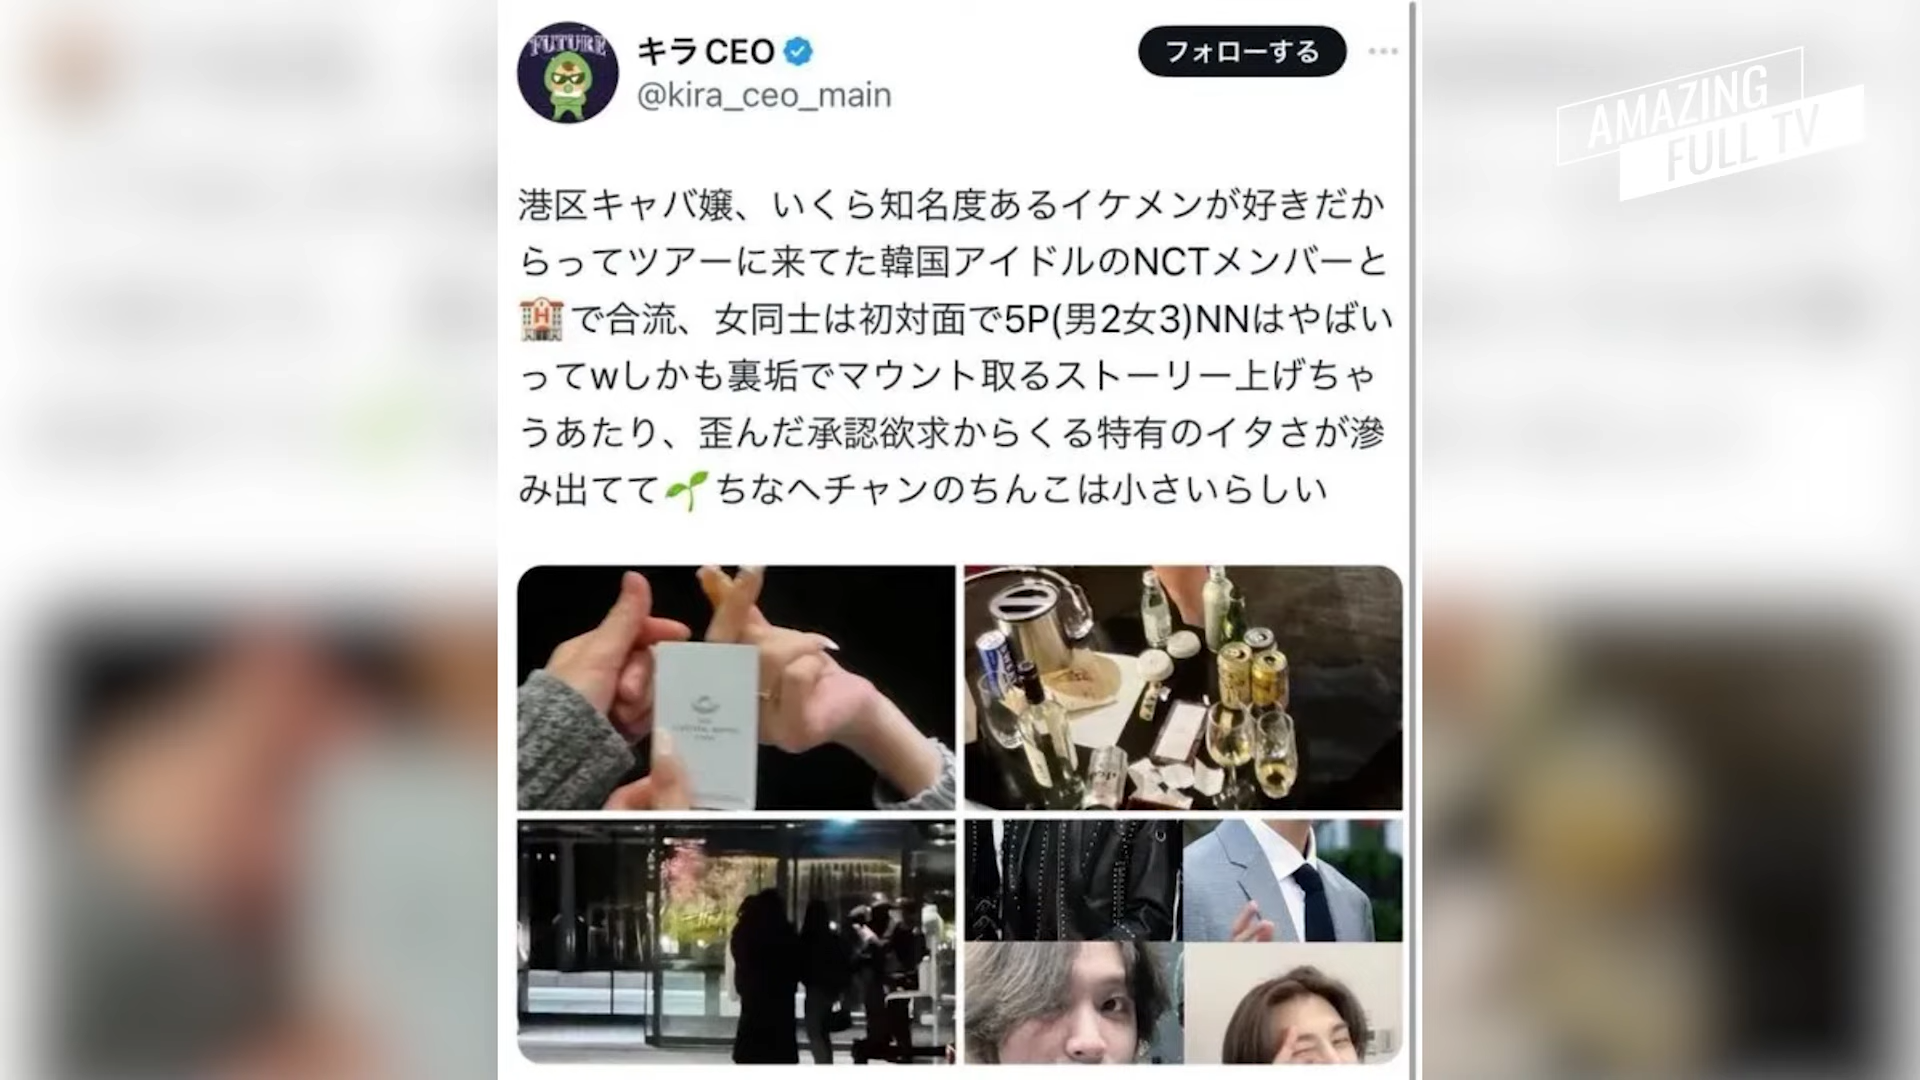 FUTURE
キラCEO
@kira_ceo_main
フォローする
AMAZING
FULL TV
港区キャバ嬢、いくら知名度あるイケメンが好きだか
らってツアーに来てた韓国アイドルのNCTメンバーと
🏩で合流、女同士は初対面で5P(男2女3)NNはやばい
ってwしかも裏垢でマウント取るストーリー上げちゃ
うあたり、歪んだ承認欲求からくる特有のイタさが滲
み出てて🌱ちなヘチャンのちんこは小さいらしい